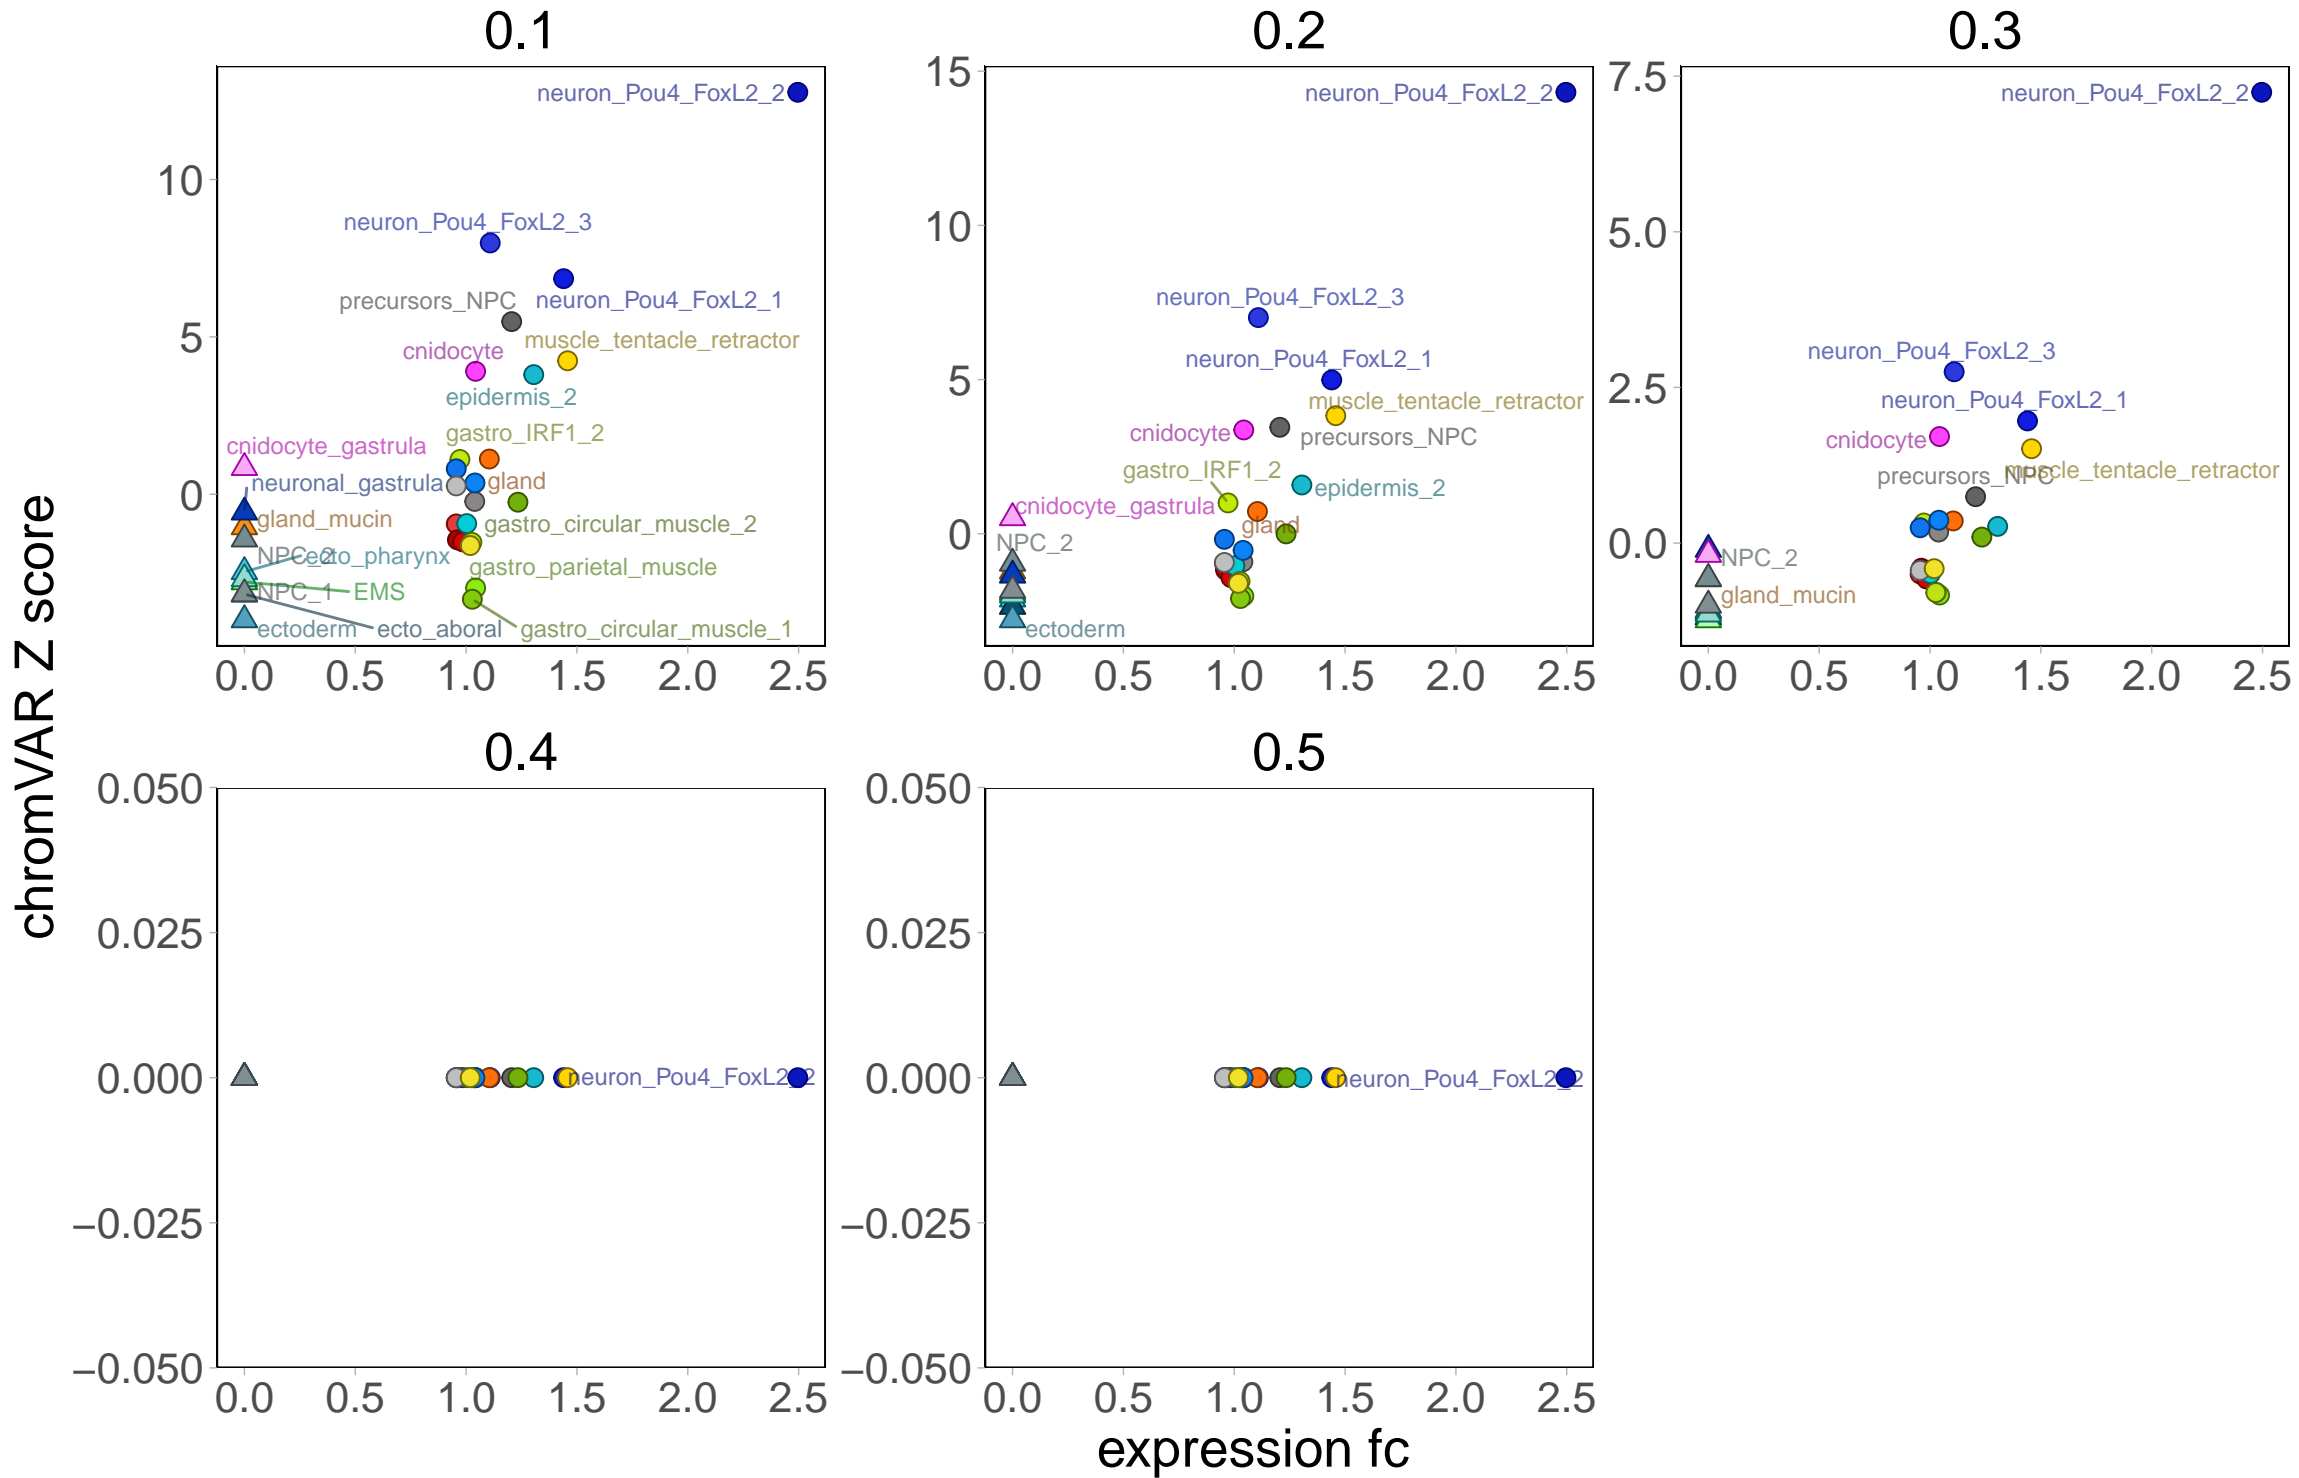 0.1
0.2
0.3
neuron_Pou4_FoxL2_2
neuron_Pou4_FoxL2_3
neuron_Pou4_FoxL2_1
precursors_NPC
muscle_tentacle_retractor
cnidocyte
epidermis_2
gastro_IRF1_2
cnidocyte_gastrula
neuronal_gastrula
gland
gland_mucin
gastro_circular_muscle_2
NPC_2
ecto_pharynx
gastro_parietal_muscle
NPC_1
EMS
ectoderm
ecto_aboral
gastro_circular_muscle_1
10
5
0
0.0 0.5 1.0 1.5 2.0 2.5
neuron_Pou4_FoxL2_2
neuron_Pou4_FoxL2_3
neuron_Pou4_FoxL2_1
muscle_tentacle_retractor
cnidocyte
precursors_NPC
gastro_IRF1_2
epidermis_2
cnidocyte_gastrula
gland
NPC_2
ectoderm
15
10
5
0
0.0 0.5 1.0 1.5 2.0 2.5
neuron_Pou4_FoxL2_2
neuron_Pou4_FoxL2_3
neuron_Pou4_FoxL2_1
cnidocyte
muscle_tentacle_retractor
precursors_NPC
NPC_2
gland_mucin
7.5
5.0
2.5
0.0
0.0 0.5 1.0 1.5 2.0 2.5
chromVAR Z score
0.4
0.5
0.050
0.025
0.000
−0.025
−0.050
neuron_Pou4_FoxL2_2
0.0 0.5 1.0 1.5 2.0 2.5
0.050
0.025
0.000
−0.025
−0.050
neuron_Pou4_FoxL2_2
0.0 0.5 1.0 1.5 2.0 2.5
expression fc